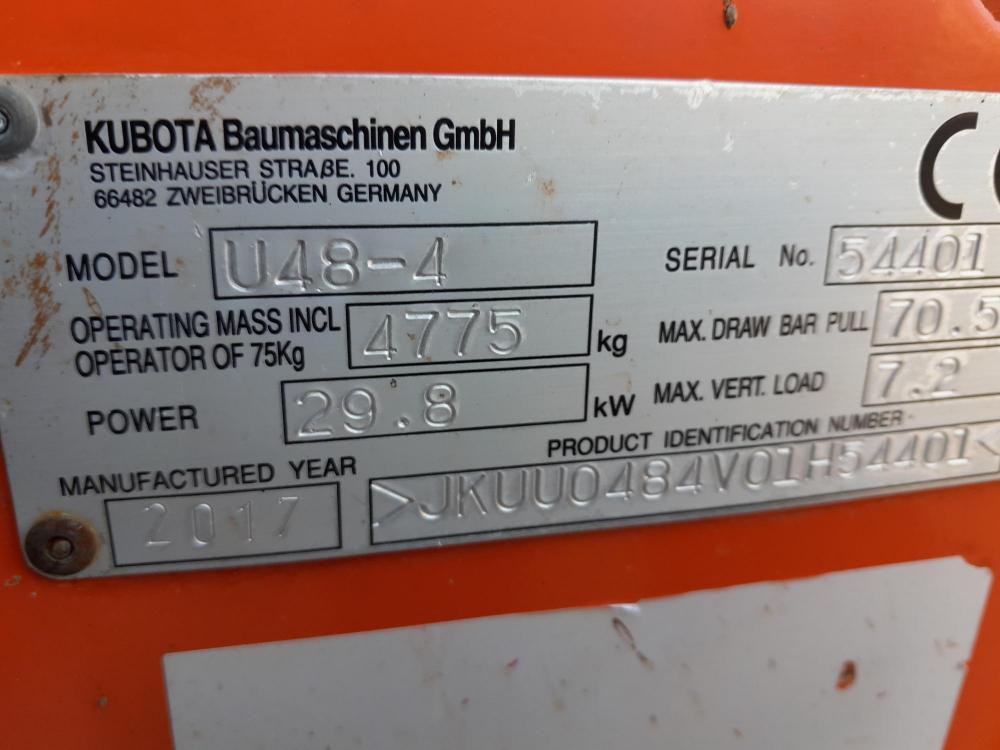 KUBOTA Baumaschinen GmbH
STEINHAUSER STRAßE. 100
66482 ZWEIBRÜCKEN GERMANY
CE
MODEL U48-4
SERIAL No. 54401
OPERATING MASS INCL
OPERATOR OF 75Kg 4775 kg
MAX. DRAW BAR PULL 70.5
POWER 29.8 kW
MAX. VERT. LOAD 7.2
MANUFACTURED YEAR
2017
PRODUCT IDENTIFICATION NUMBER
>JKUU0484V01H54401<